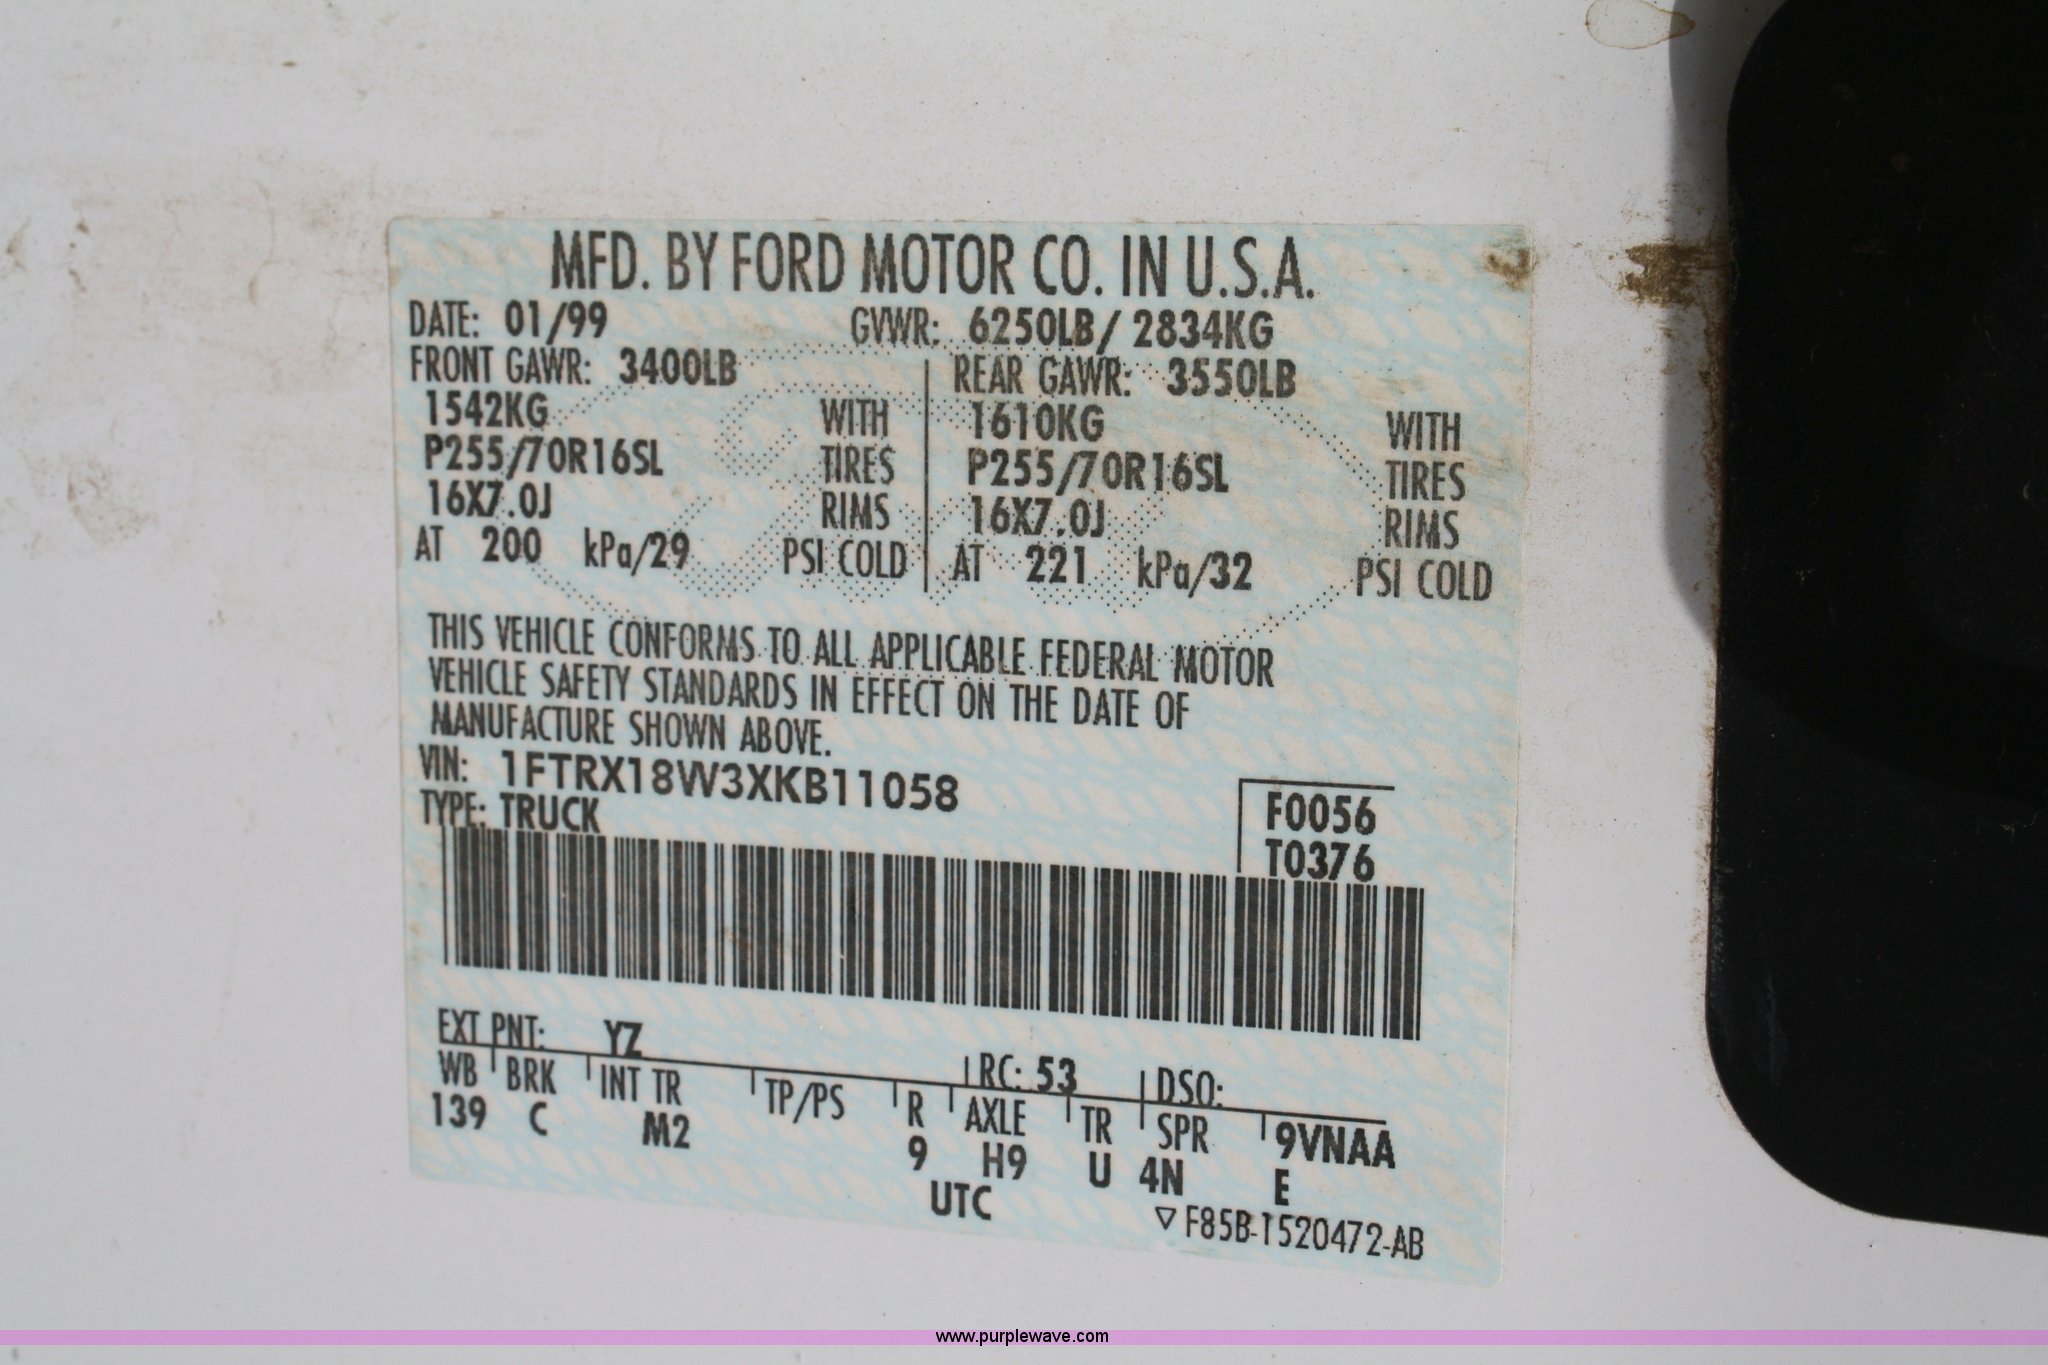 MFD. BY FORD MOTOR CO. IN U.S.A.
DATE: 01/99 GVWR: 6250LB/ 2834KG
FRONT GAWR: 3400LB REAR GAWR: 3550LB
1542KG WITH 1610KG WITH
P255/70R16SL TIRES P255/70R16SL TIRES
16X7.0J RIMS 16X7.0J RIMS
AT 200 kPa/29 PSI COLD AT 221 kPa/32 PSI COLD
THIS VEHICLE CONFORMS TO ALL APPLICABLE FEDERAL MOTOR
VEHICLE SAFETY STANDARDS IN EFFECT ON THE DATE OF
MANUFACTURE SHOWN ABOVE.
VIN: 1FTRX18W3XKB11058
TYPE: TRUCK
F0056
T0376
EXT PNT: YZ RC: 53 DSO:
WB BRK INT TR TP/PS R AXLE TR SPR 9VNAA
139 C M2 9 H9 U 4N E
UTC
▽ F85B-1520472-AB
www.purplewave.com